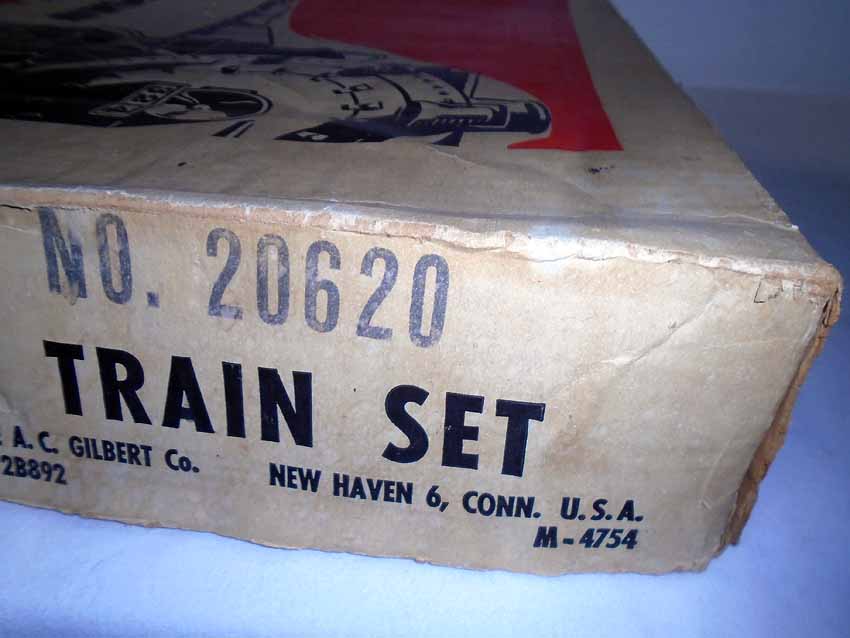 NO. 20620
TRAIN SET
A.C. GILBERT Co.
NEW HAVEN 6, CONN. U.S.A.
2B892
M-4754